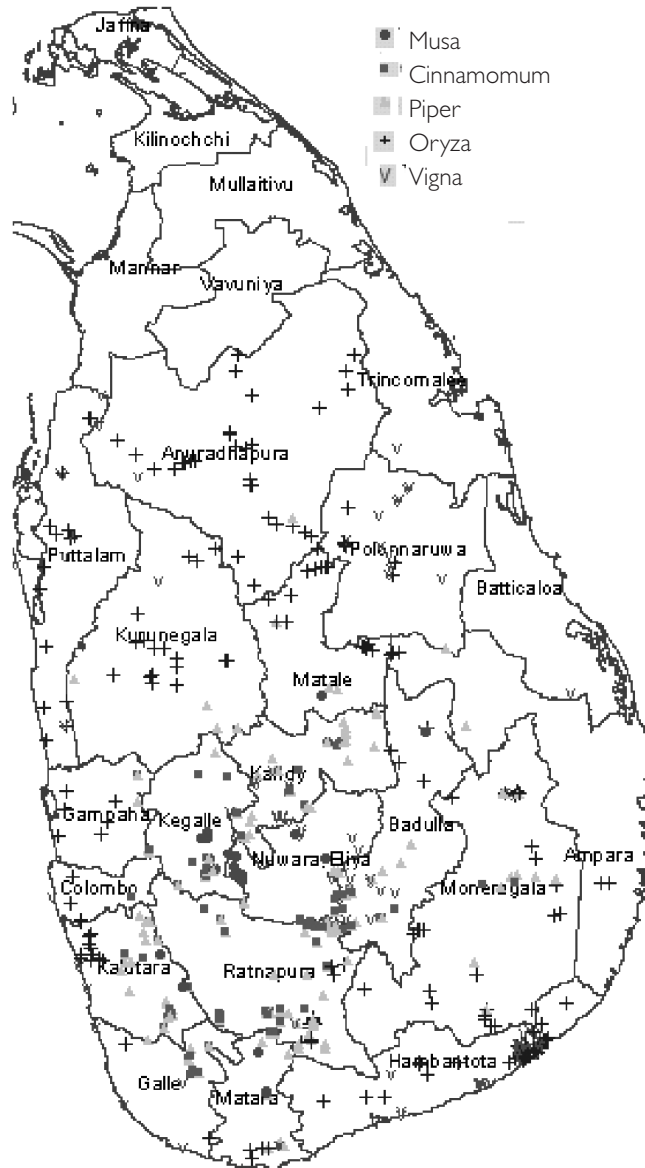 Jaffna
Musa
Cinnamomum
Piper
Oryza
Vigna
Kilinochchi
Mullaitivu
Mannar
Vavuniya
Trincomalee
Anuradhapura
Puttalam
Polonnaruwa
Batticaloa
Kurunegala
Matale
Kandy
Gampaha
Kegalle
Badulla
Nuwara-Eliya
Ampara
Colombo
Moneragala
Kalutara
Ratnapura
Hambantota
Galle
Matara